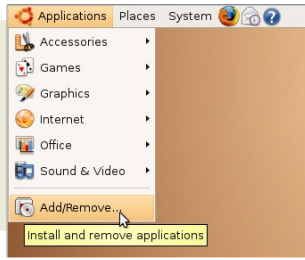 Applications Places System
Accessories
Games
Graphics
Internet
Office
Sound & Video
Add/Remove...
Install and remove applications